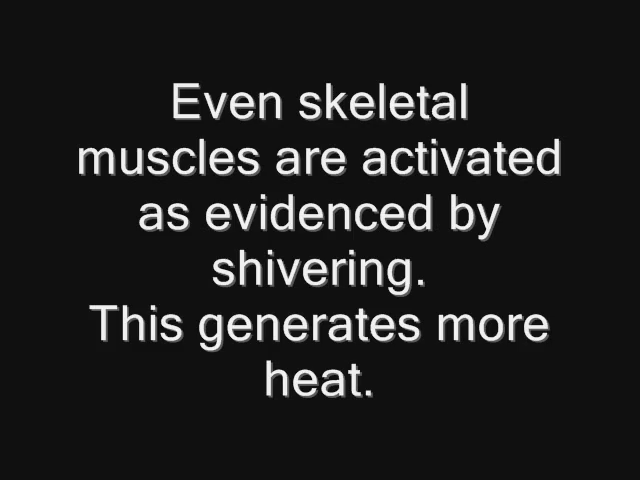 Even skeletal
muscles are activated
as evidenced by
shivering.
This generates more
heat.